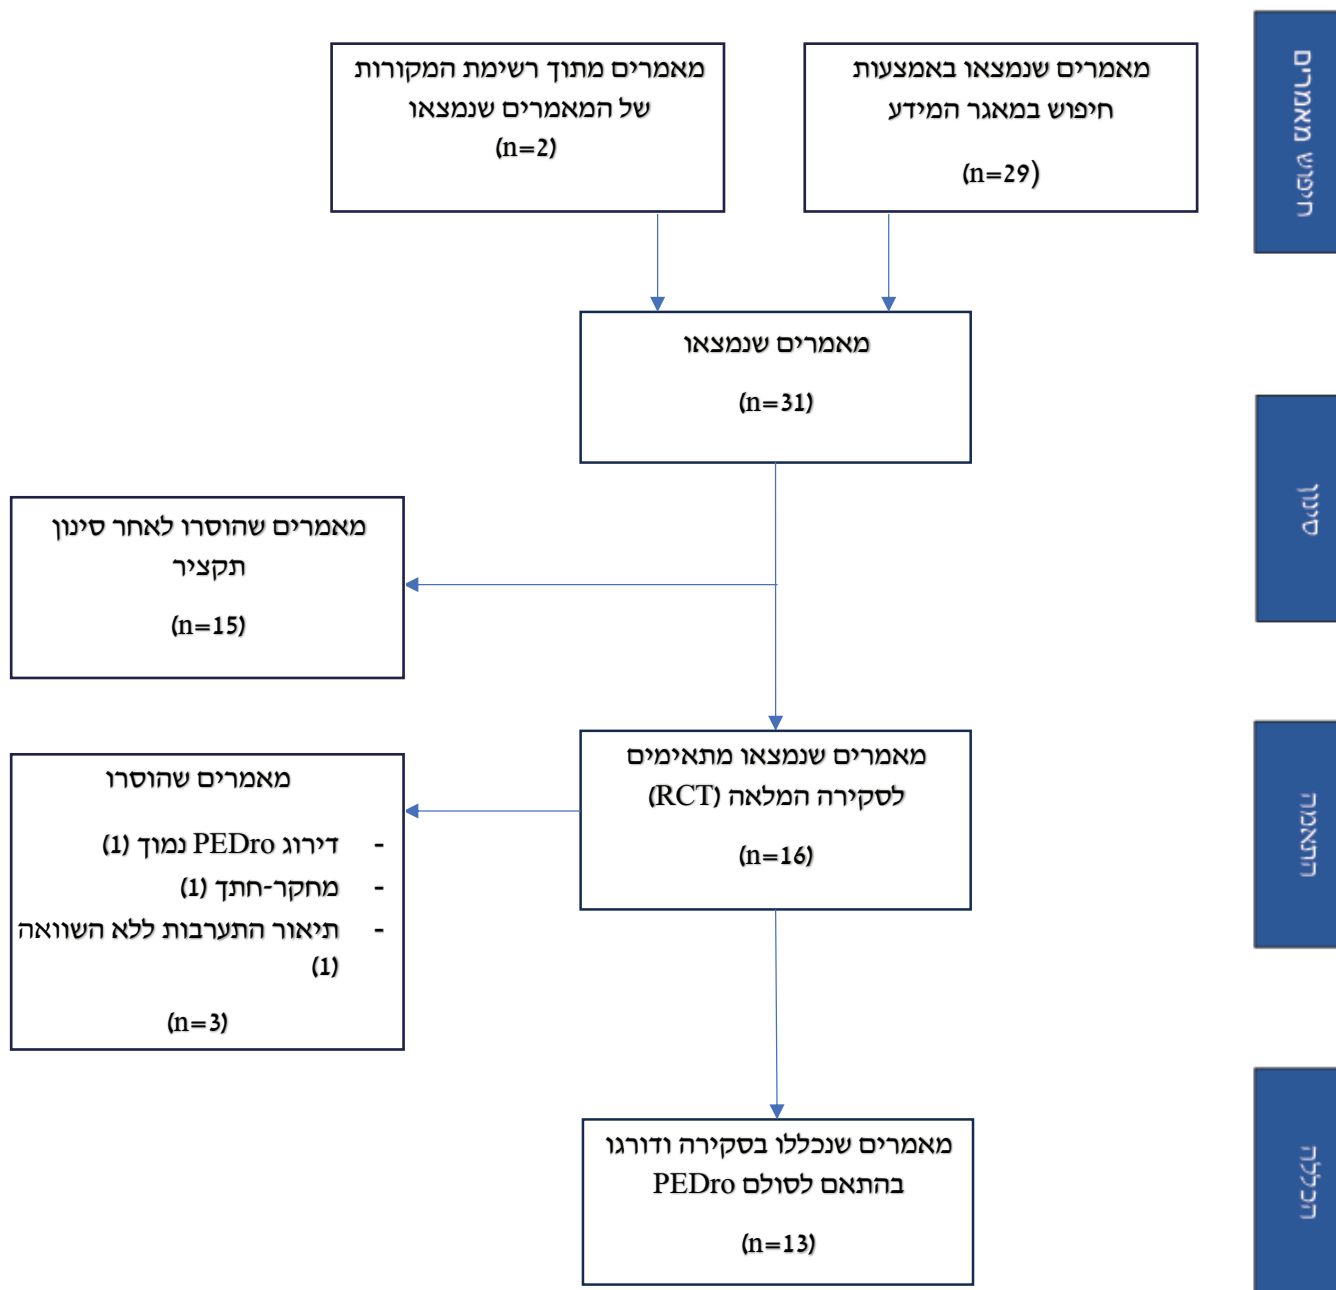 חיפוש מאמרים
מאמרים שנמצאו באמצעות
חיפוש במאגר המידע
(n=29)
מאמרים מתוך רשימת המקורות
של המאמרים שנמצאו
(n=2)
מאמרים שנמצאו
(n=31)
סינון
מאמרים שהוסרו לאחר סינון
תקציר
(n=15)
התאמה
מאמרים שנמצאו מתאימים
לסקירה המלאה (RCT)
(n=16)
מאמרים שהוסרו
- דירוג PEDro נמוך (1)
- מחקר-חתך (1)
- תיאור התערבות ללא השוואה
(1)
(n=3)
הכללה
מאמרים שנכללו בסקירה ודורגו
בהתאם לסולם PEDro
(n=13)